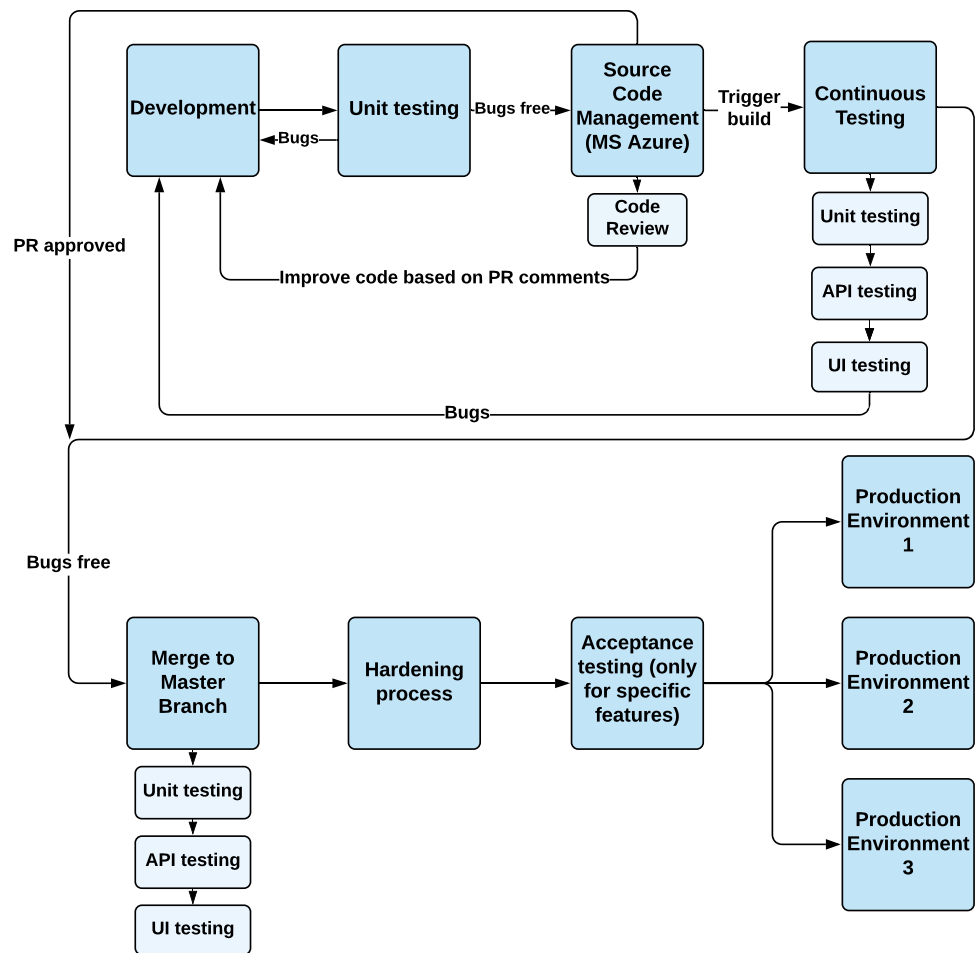 Development
Unit testing
Bugs free
Bugs
Source
Code
Management
(MS Azure)
Trigger
build
Continuous
Testing
Code
Review
Unit testing
PR approved
Improve code based on PR comments
API testing
UI testing
Bugs
Production
Environment
1
Bugs free
Merge to
Master
Branch
Hardening
process
Acceptance
testing (only
for specific
features)
Production
Environment
2
Unit testing
API testing
UI testing
Production
Environment
3